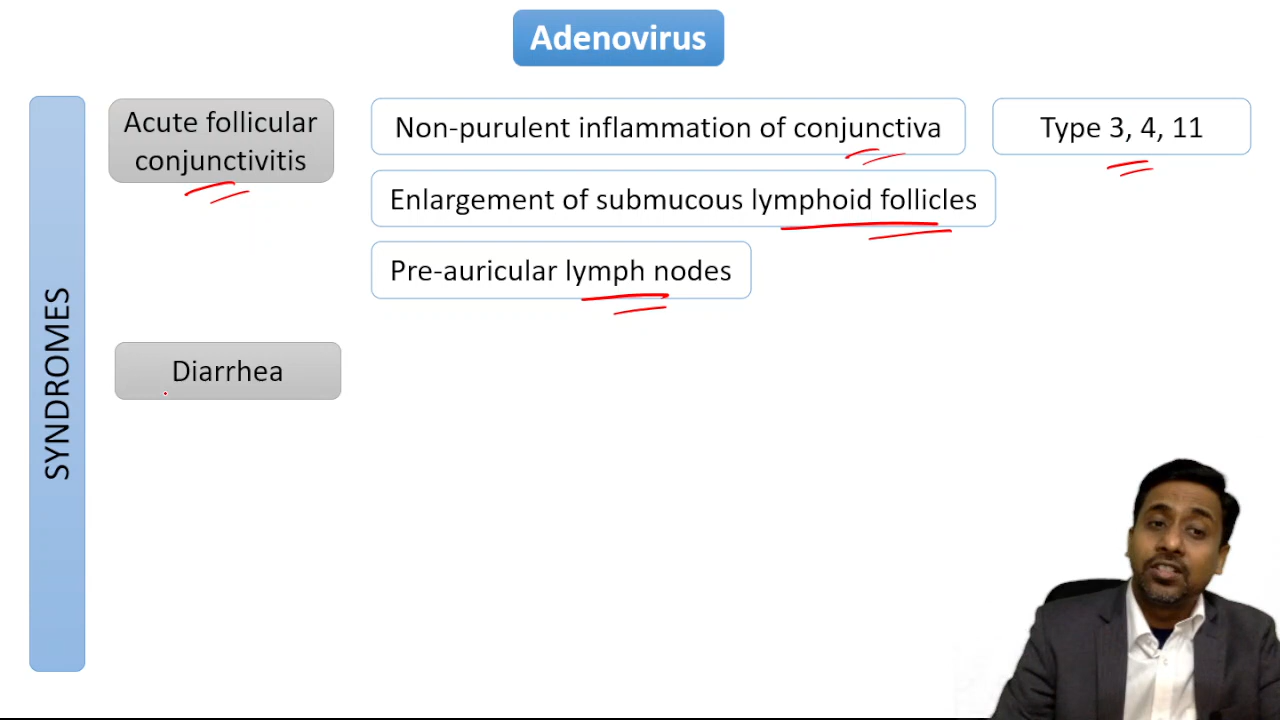 Adenovirus
SYNDROMES
Acute follicular
conjunctivitis
Non-purulent inflammation of conjunctiva
Type 3, 4, 11
Enlargement of submucous lymphoid follicles
Pre-auricular lymph nodes
Diarrhea